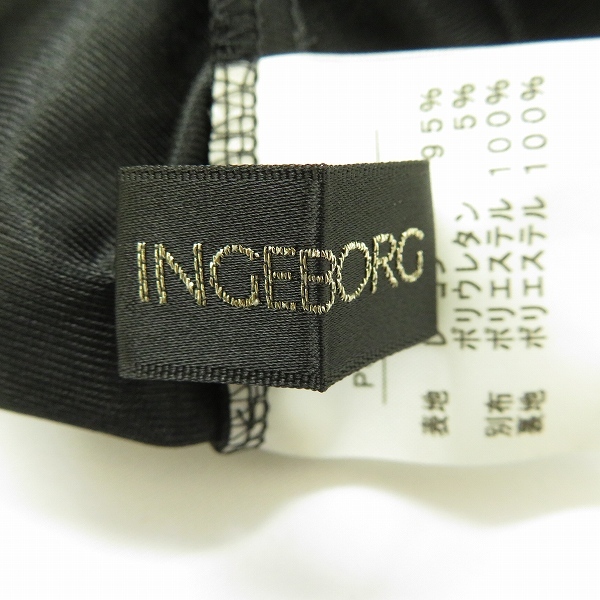 INGEBORG
表地 95%
ポリウレタン 5%
別布 ポリエステル 100%
裏地 ポリエステル 100%
P